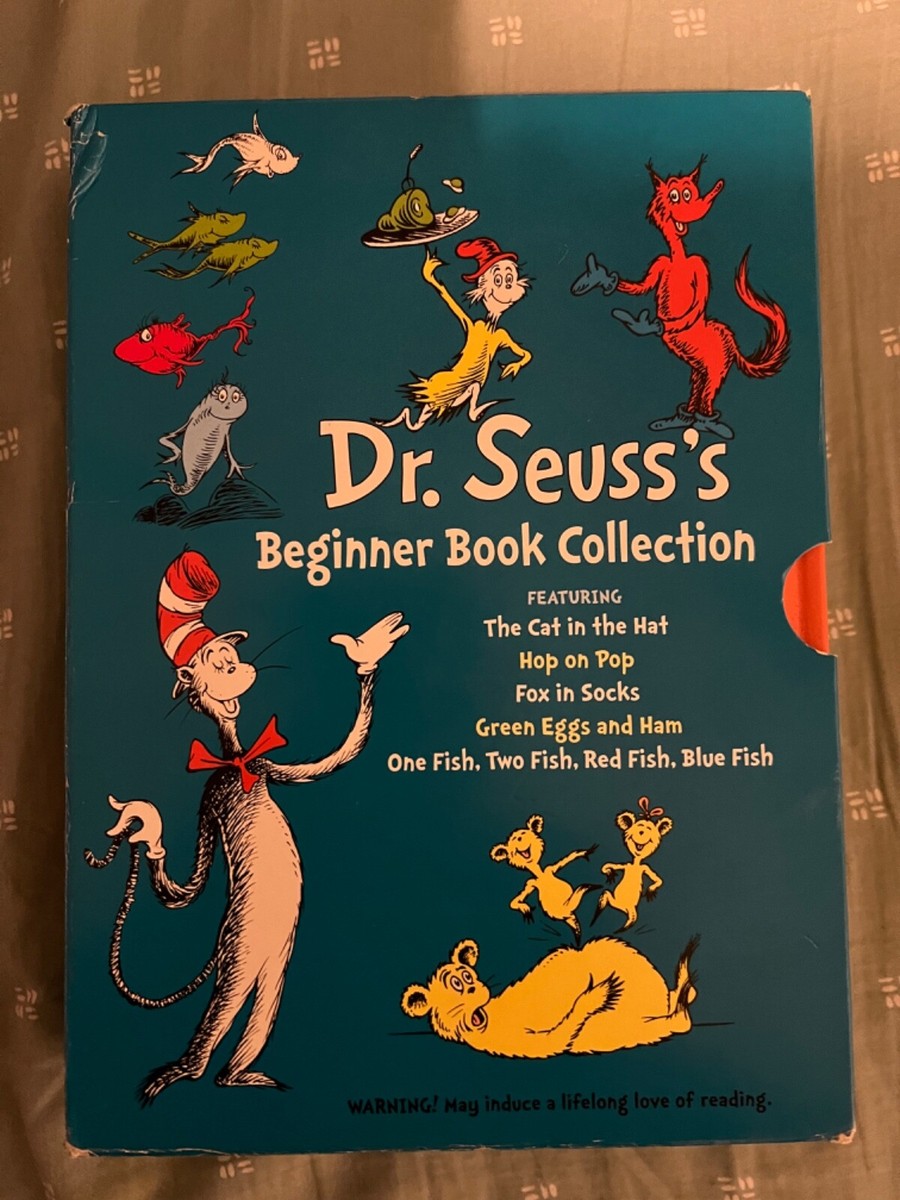 Dr. Seuss's
Beginner Book Collection
FEATURING
The Cat in the Hat
Hop on Pop
Fox in Socks
Green Eggs and Ham
One Fish, Two Fish, Red Fish, Blue Fish
WARNING! May induce a lifelong love of reading.